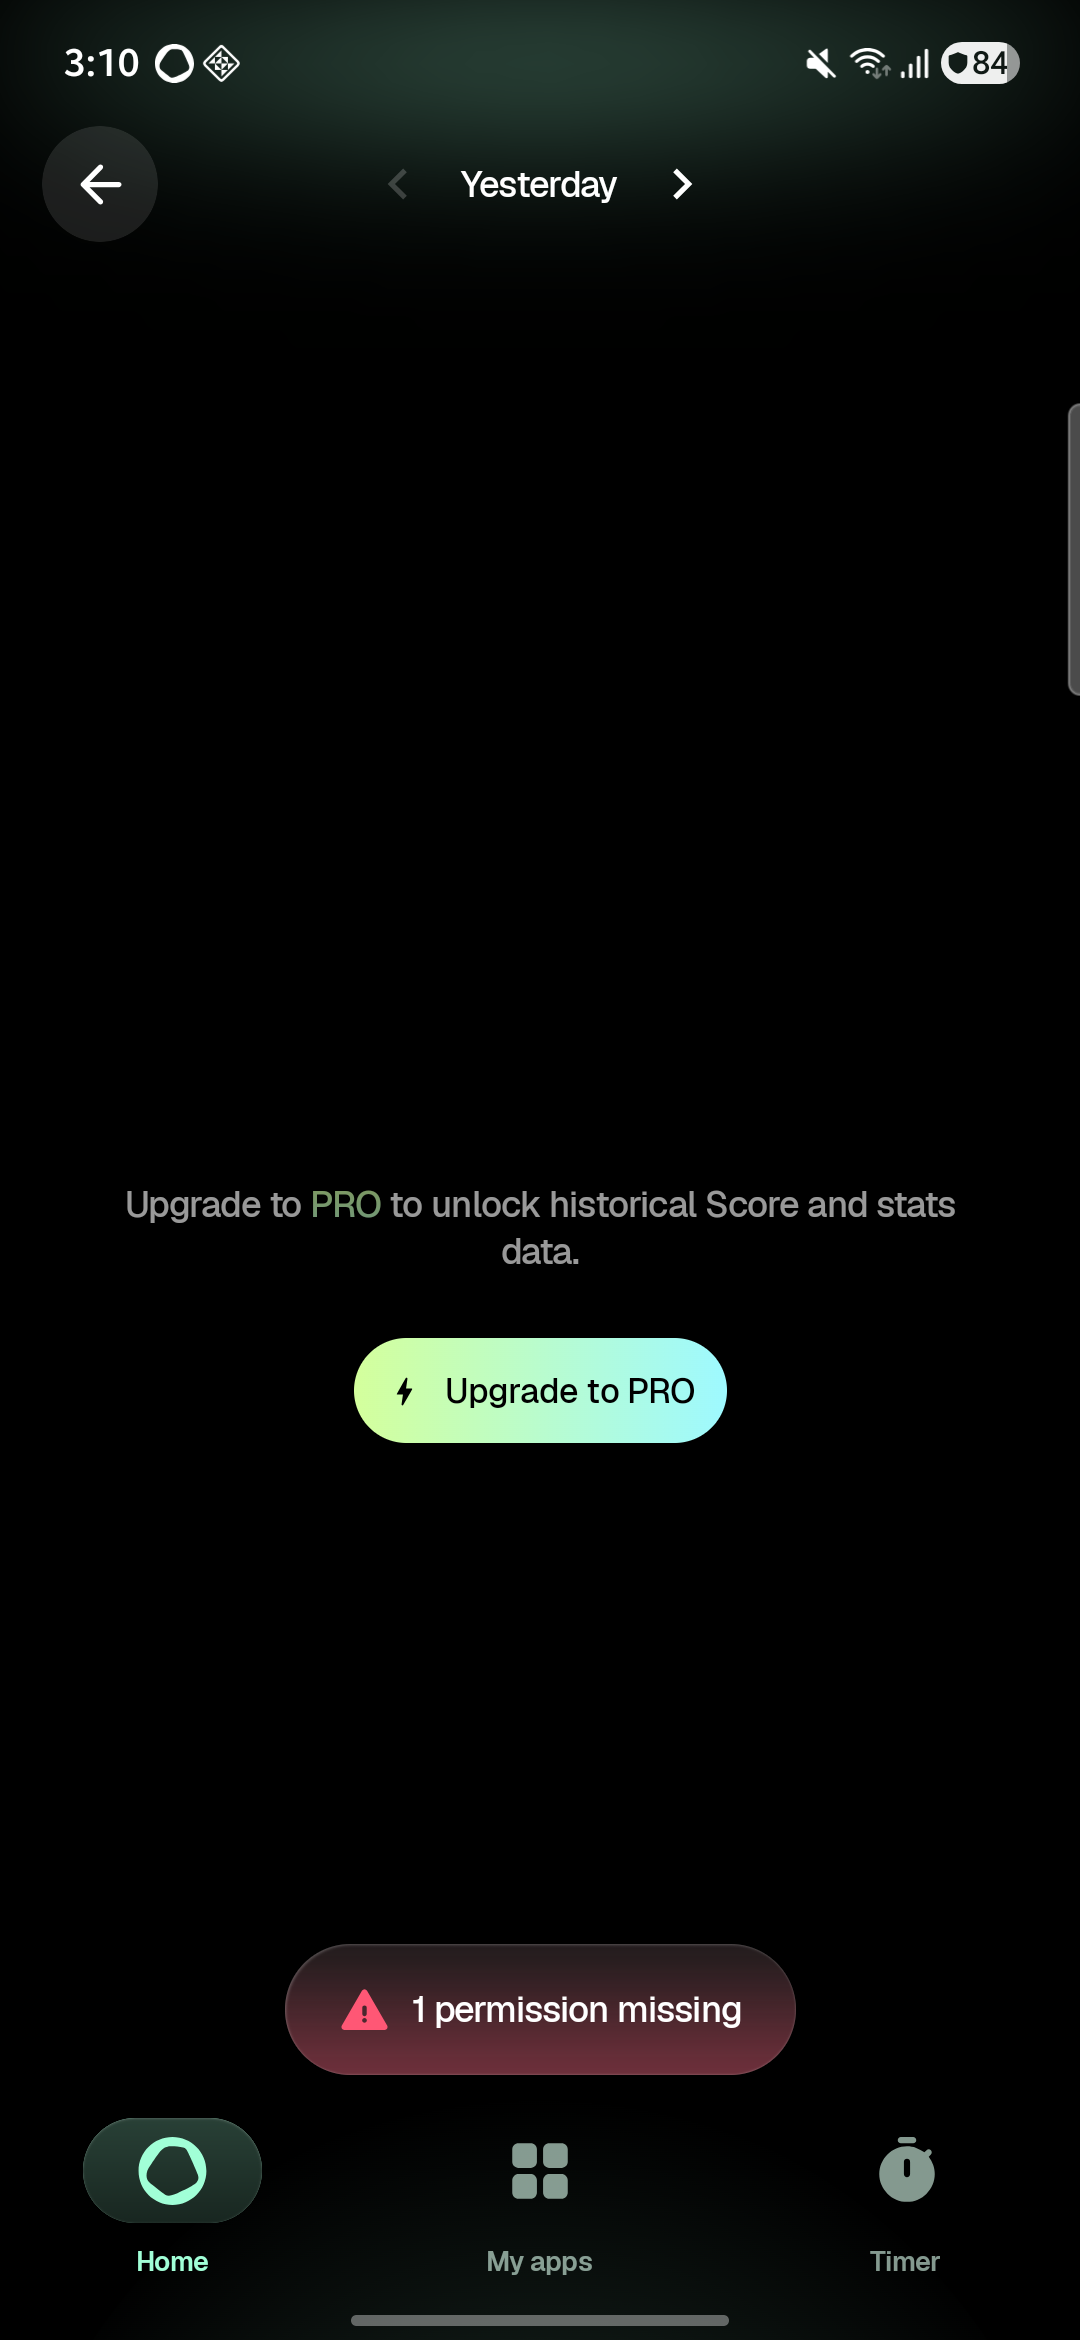 3:10
84
Yesterday
Upgrade to PRO to unlock historical Score and stats
data.
Upgrade to PRO
1 permission missing
Home
My apps
Timer